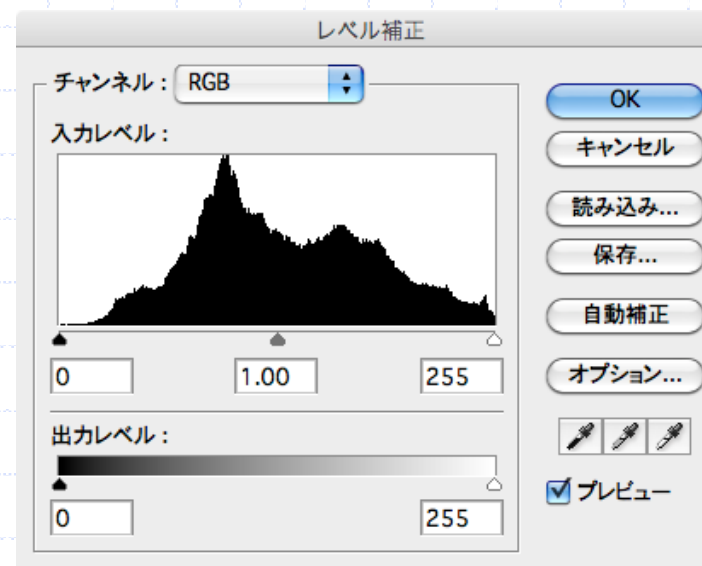 レベル補正
チャンネル： RGB
OK
入力レベル：
キャンセル
読み込み...
保存...
自動補正
0 1.00 255
オプション...
出力レベル：
プレビュー
0 255